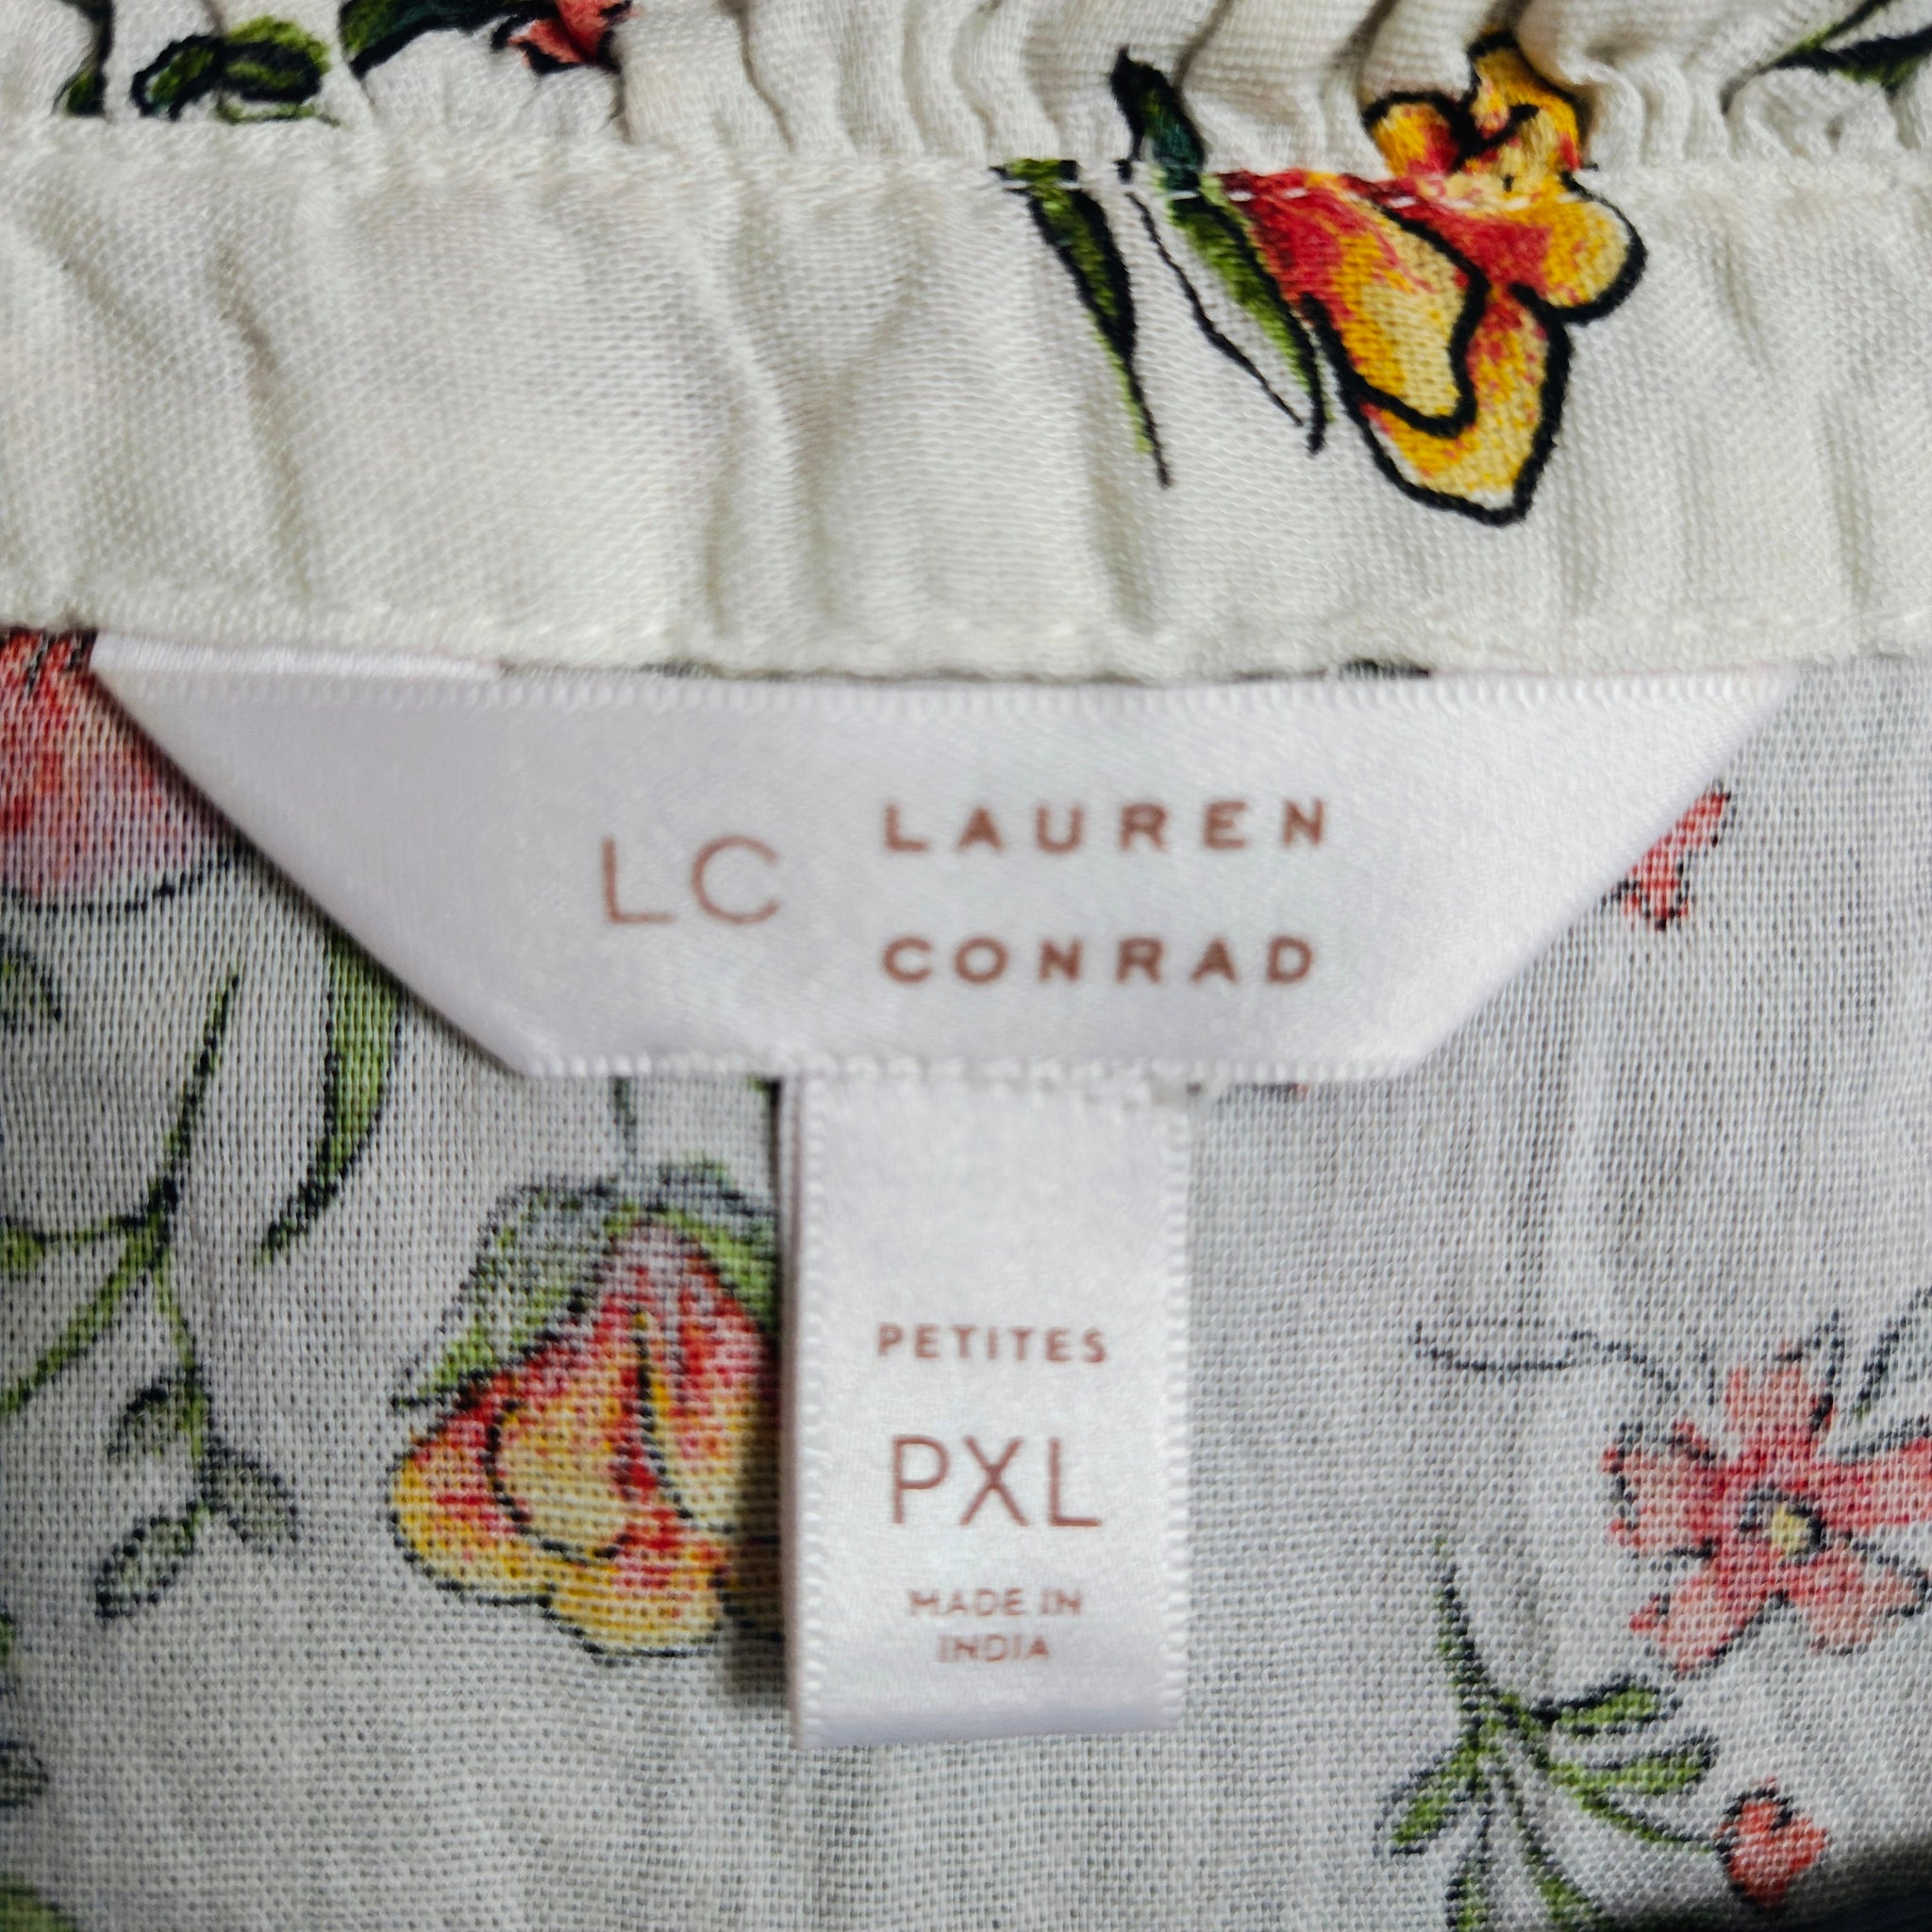 LC LAUREN
CONRAD
PETITES
PXL
MADE IN
INDIA